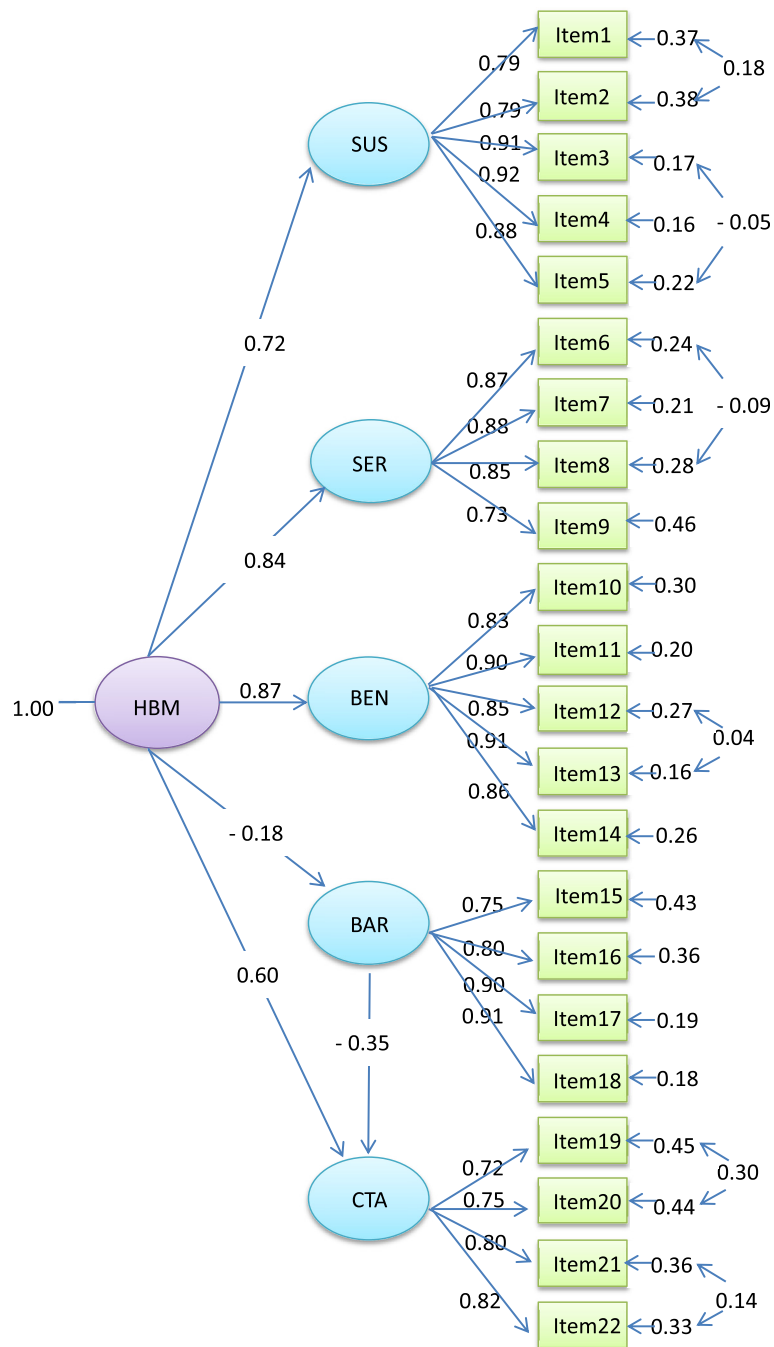 Item1
0.37
0.79
0.18
Item2
0.38
0.79
SUS
0.91
Item3
0.17
0.92
Item4
0.16
- 0.05
0.88
Item5
0.22
0.72
Item6
0.24
0.87
Item7
0.21
- 0.09
0.88
SER
0.85
Item8
0.28
0.73
Item9
0.46
0.84
Item10
0.30
0.83
Item11
0.20
0.90
1.00
HBM
0.87
BEN
0.85
Item12
0.27
0.04
0.91
Item13
0.16
0.86
Item14
0.26
- 0.18
Item15
0.43
0.75
BAR
0.80
Item16
0.36
0.60
0.90
0.91
Item17
0.19
- 0.35
Item18
0.18
Item19
0.45
0.72
0.30
CTA
0.75
Item20
0.44
0.80
Item21
0.36
0.82
0.14
Item22
0.33